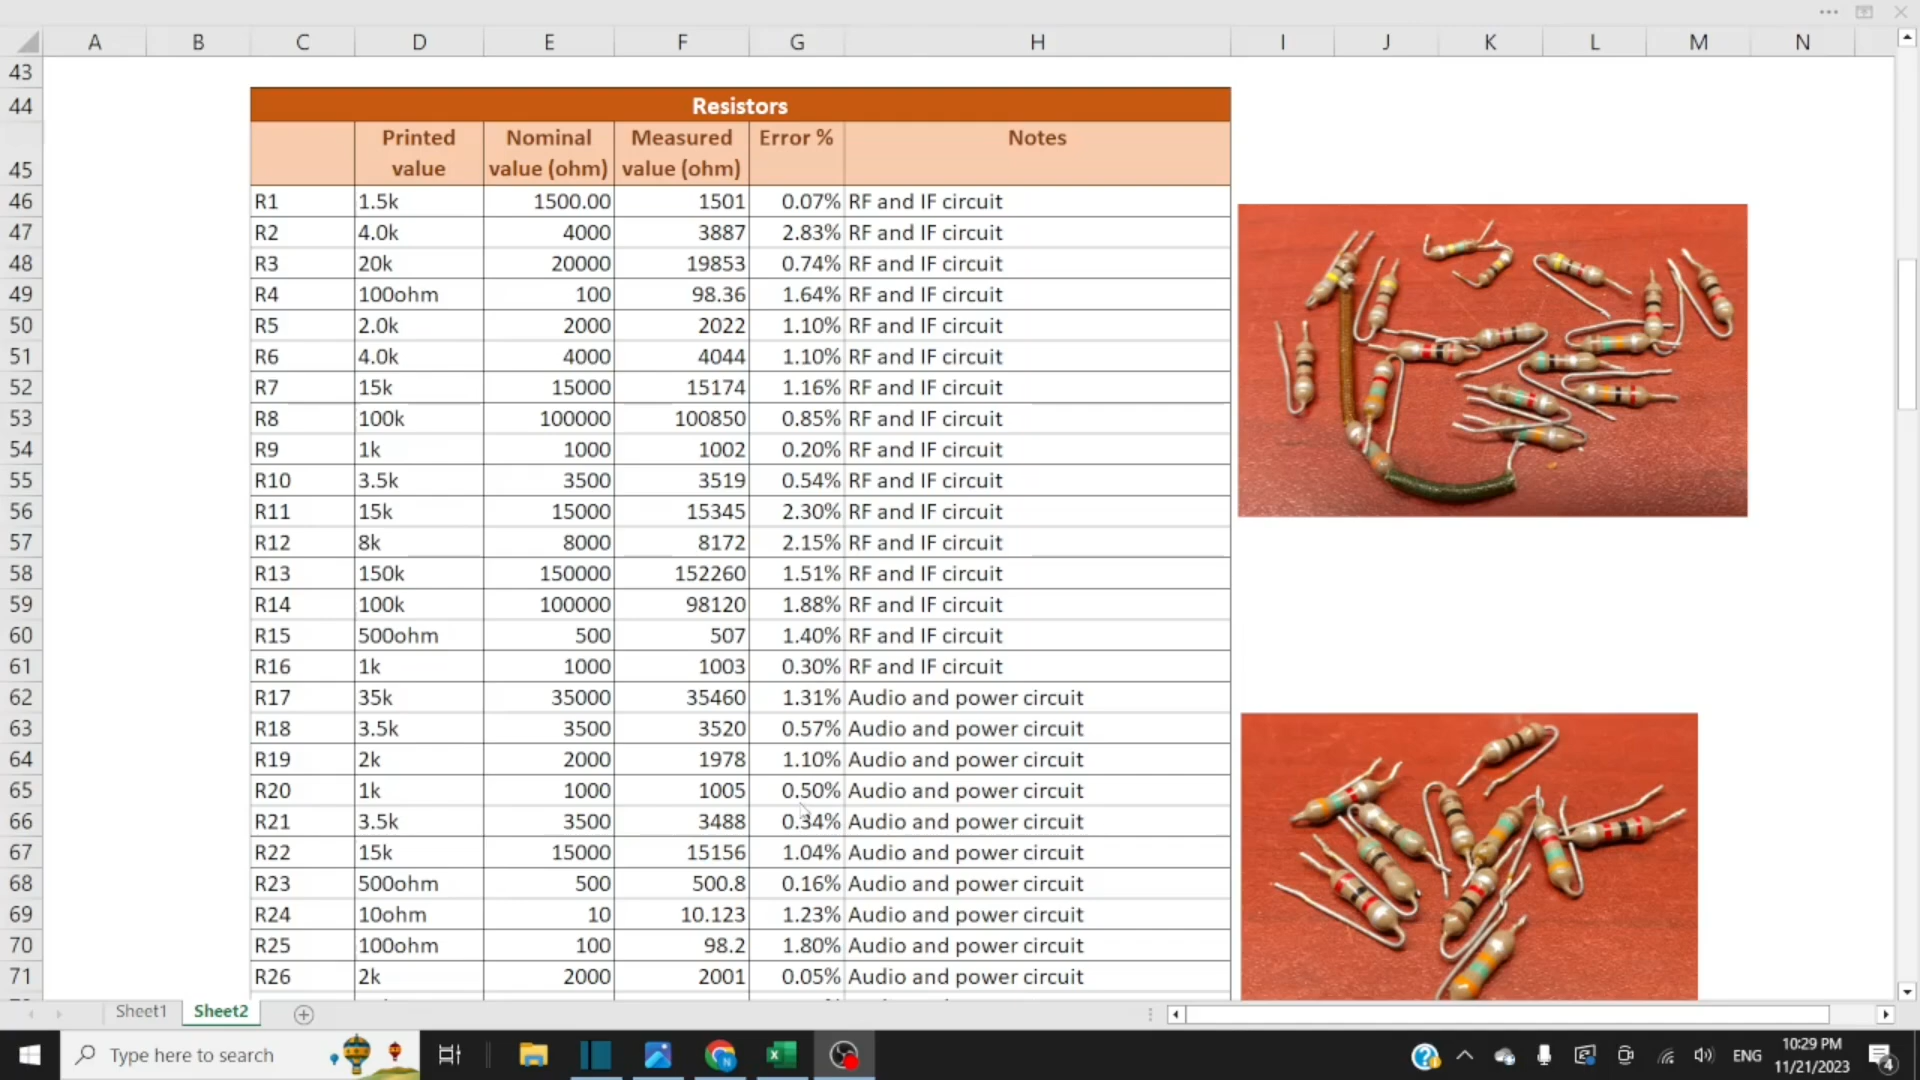 A B C D E F G H I J K L M N
43
44 Resistors
45 Printed value Nominal value (ohm) Measured value (ohm) Error % Notes
46 R1 1.5k 1500.00 1501 0.07% RF and IF circuit
47 R2 4.0k 4000 3887 2.83% RF and IF circuit
48 R3 20k 20000 19853 0.74% RF and IF circuit
49 R4 100ohm 100 98.36 1.64% RF and IF circuit
50 R5 2.0k 2000 2022 1.10% RF and IF circuit
51 R6 4.0k 4000 4044 1.10% RF and IF circuit
52 R7 15k 15000 15174 1.16% RF and IF circuit
53 R8 100k 100000 100850 0.85% RF and IF circuit
54 R9 1k 1000 1002 0.20% RF and IF circuit
55 R10 3.5k 3500 3519 0.54% RF and IF circuit
56 R11 15k 15000 15345 2.30% RF and IF circuit
57 R12 8k 8000 8172 2.15% RF and IF circuit
58 R13 150k 150000 152260 1.51% RF and IF circuit
59 R14 100k 100000 98120 1.88% RF and IF circuit
60 R15 500ohm 500 507 1.40% RF and IF circuit
61 R16 1k 1000 1003 0.30% RF and IF circuit
62 R17 35k 35000 35460 1.31% Audio and power circuit
63 R18 3.5k 3500 3520 0.57% Audio and power circuit
64 R19 2k 2000 1978 1.10% Audio and power circuit
65 R20 1k 1000 1005 0.50% Audio and power circuit
66 R21 3.5k 3500 3488 0.34% Audio and power circuit
67 R22 15k 15000 15156 1.04% Audio and power circuit
68 R23 500ohm 500 500.8 0.16% Audio and power circuit
69 R24 10ohm 10 10.123 1.23% Audio and power circuit
70 R25 100ohm 100 98.2 1.80% Audio and power circuit
71 R26 2k 2000 2001 0.05% Audio and power circuit
Sheet1 Sheet2
Type here to search
ENG
10:29 PM
11/21/2023
4